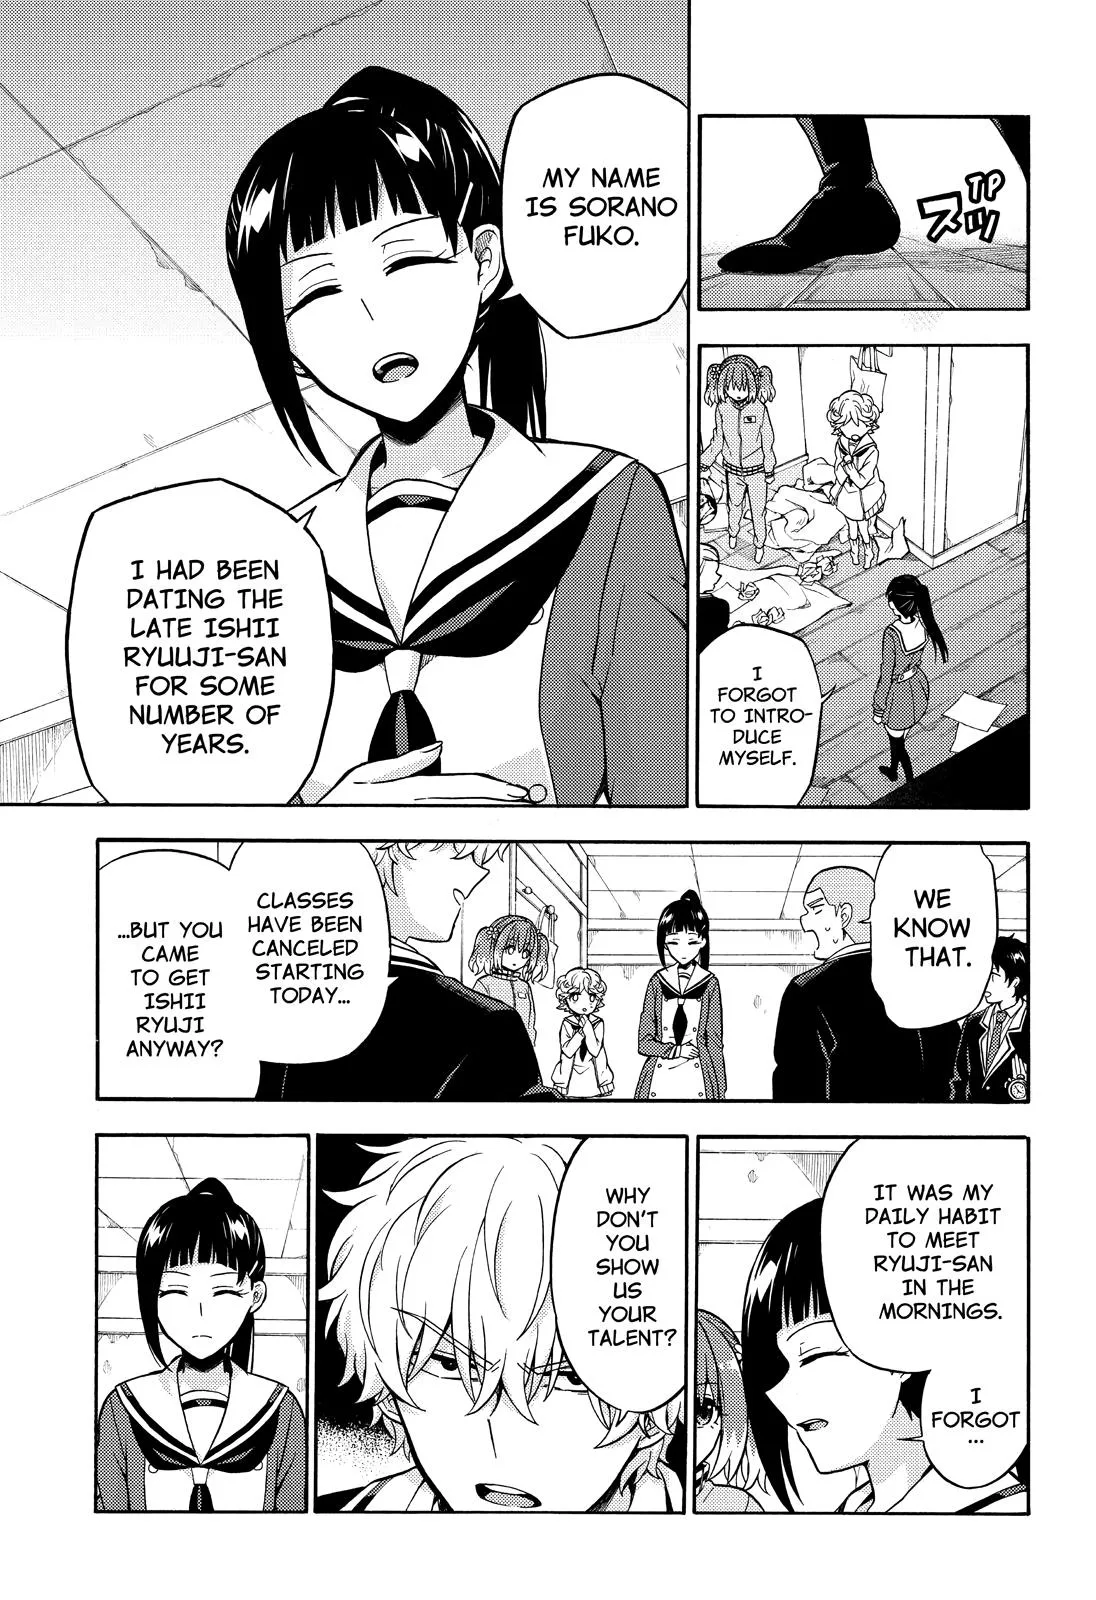 TP
スッ
I
FORGOT
TO INTRO-
DUCE
MYSELF.
MY NAME
IS SORANO
FUKO.
I HAD BEEN
DATING THE
LATE ISHII
RYUUJI-SAN
FOR SOME
NUMBER OF
YEARS.
WE
KNOW
THAT.
CLASSES
HAVE BEEN
CANCELED
STARTING
TODAY...
...BUT YOU
CAME
TO GET
ISHII
RYUJI
ANYWAY?
IT WAS MY
DAILY HABIT
TO MEET
RYUJI-SAN
IN THE
MORNINGS.
I
FORGOT
...
WHY
DON'T
YOU
SHOW
US
YOUR
TALENT?